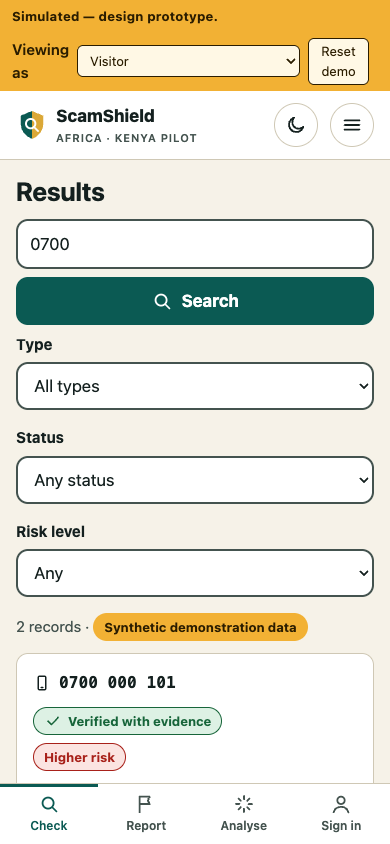 Simulated — design prototype.
Viewing as
Visitor
Reset demo
ScamShield
AFRICA · KENYA PILOT
Results
0700
Search
Type
All types
Status
Any status
Risk level
Any
2 records · Synthetic demonstration data
0700 000 101
Verified with evidence
Higher risk
Check
Report
Analyse
Sign in